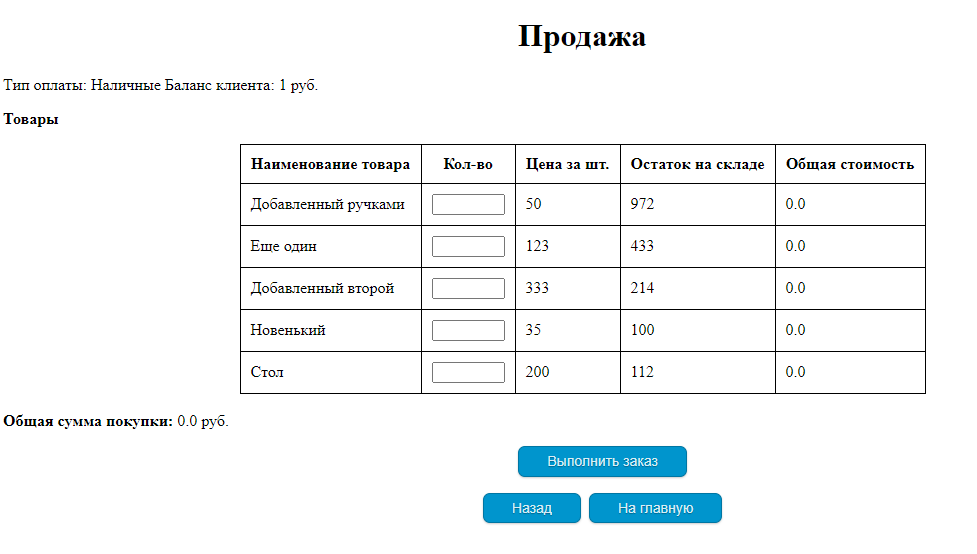 Продажа
Тип оплаты: Наличные Баланс клиента: 1 руб.
Товары
Наименование товара Кол-во Цена за шт. Остаток на складе Общая стоимость
Добавленный ручками 50 972 0.0
Еще один 123 433 0.0
Добавленный второй 333 214 0.0
Новенький 35 100 0.0
Стол 200 112 0.0
Общая сумма покупки: 0.0 руб.
Выполнить заказ
Назад На главную